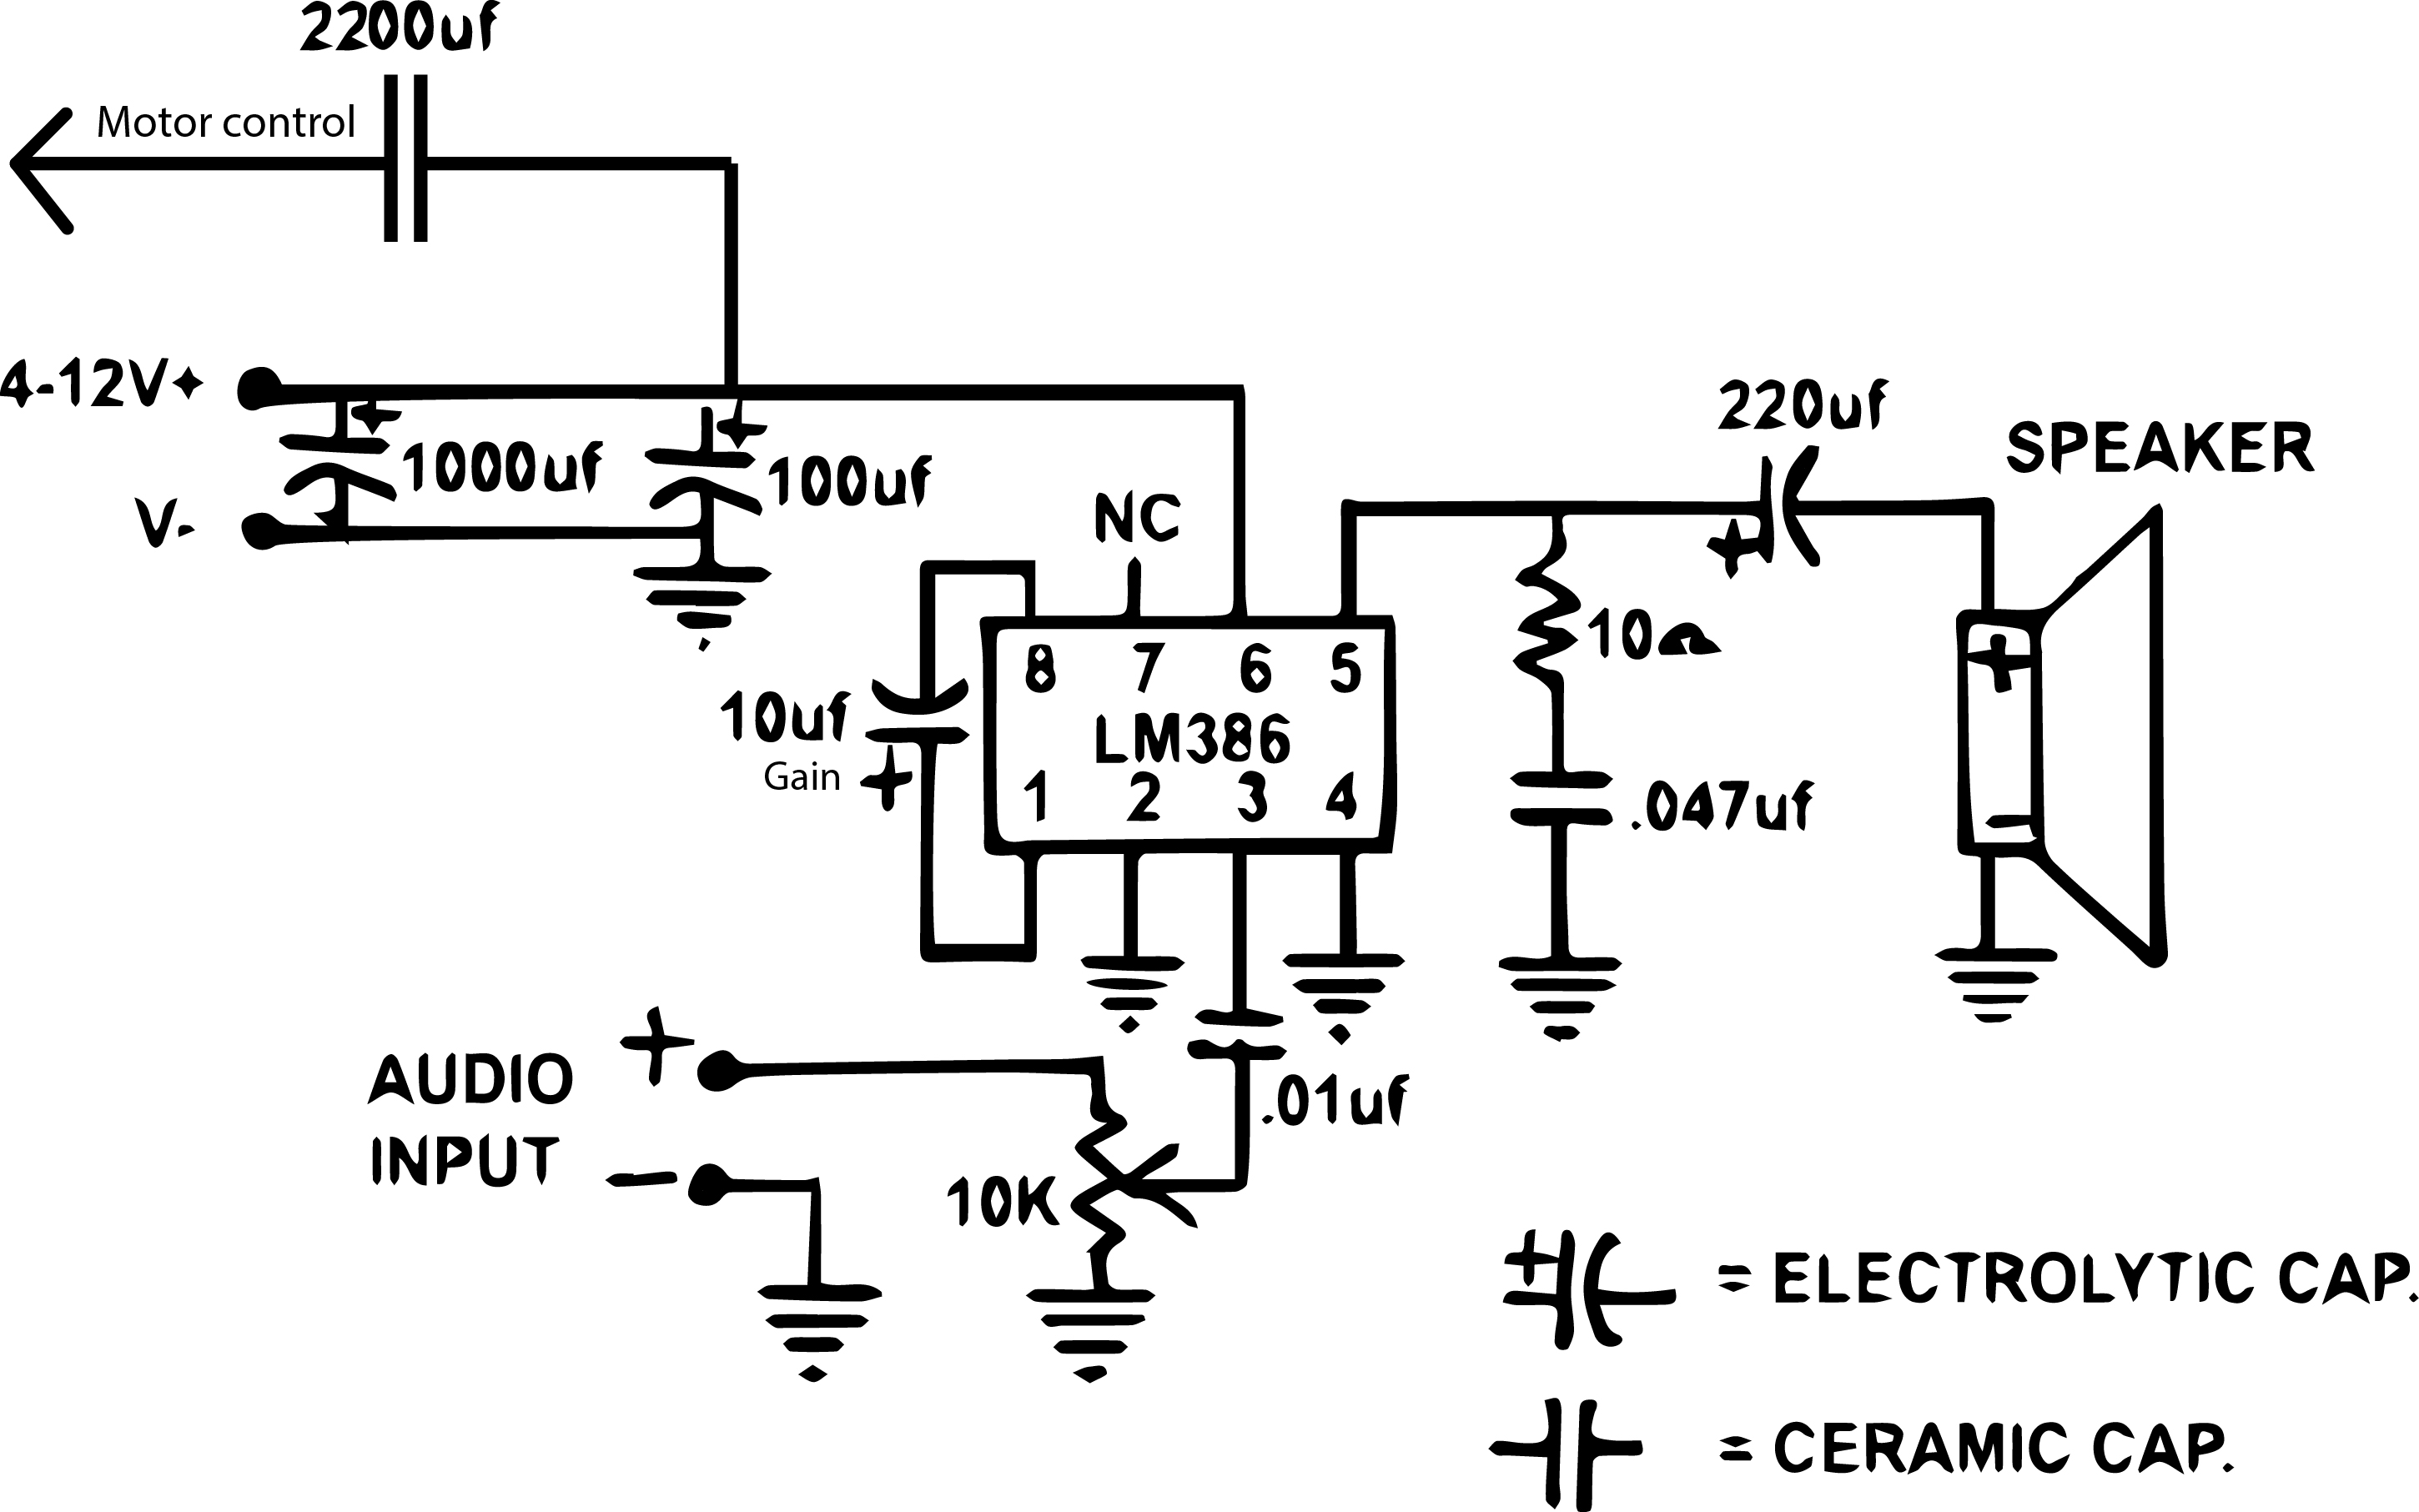 2200uf
Motor control
4-12V+
1000uf
100uf
V-
NC
220uf
SPEAKER
+
8 7 6 5
10Ω
10uf
Gain
+
LM386
1 2 3 4
+
-
.047uf
AUDIO
INPUT
+
-
.01uf
10K
+
= ELECTROLYTIC CAP.
= CERAMIC CAP.